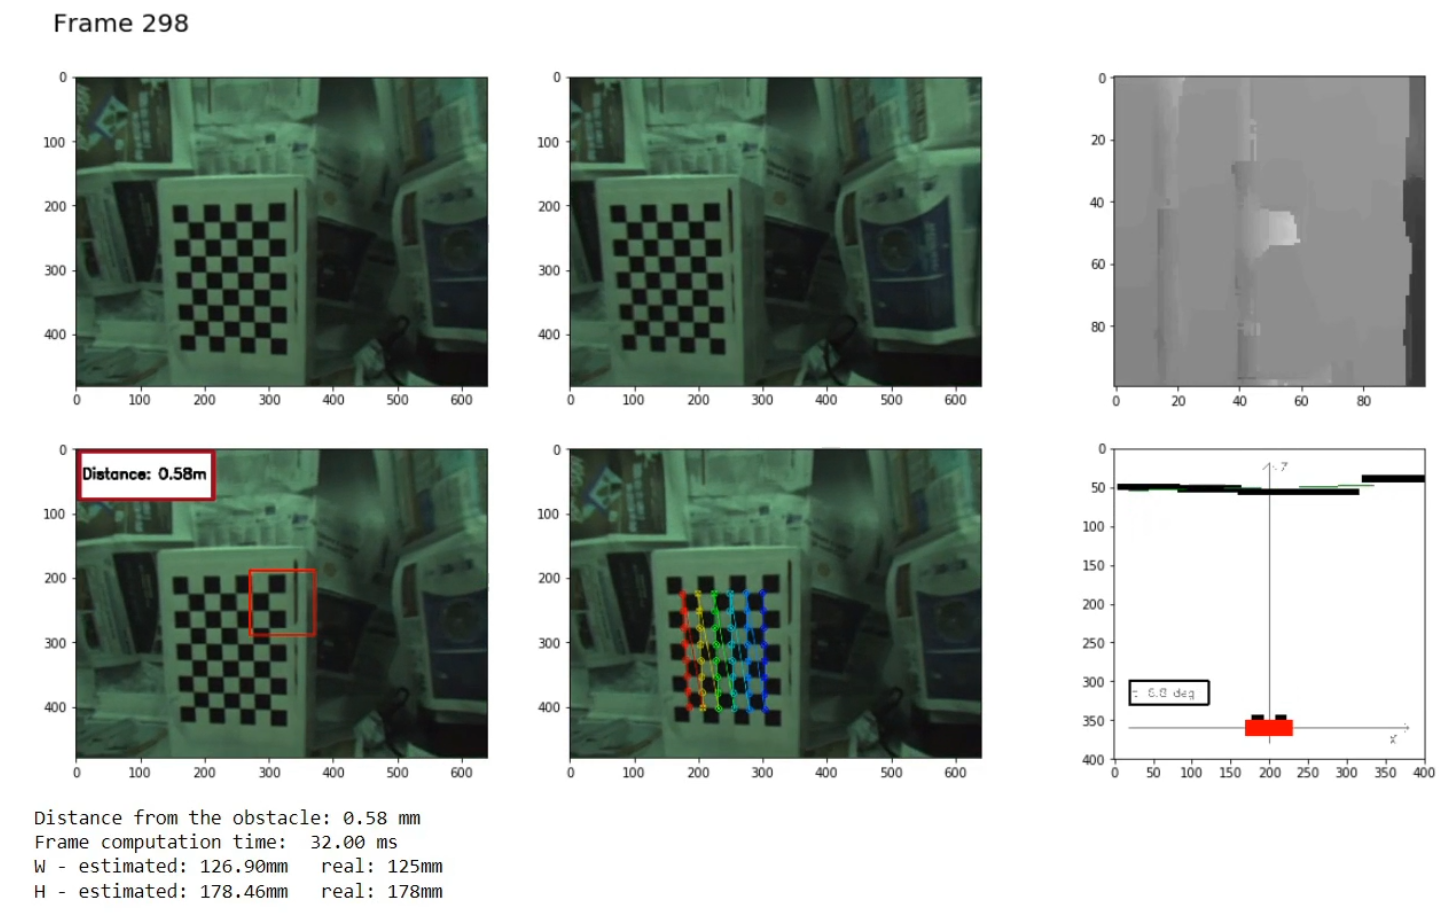 Frame 298
0 100 200 300 400
0 100 200 300 400 500 600
0 100 200 300 400
0 100 200 300 400 500 600
0 20 40 60 80
0 20 40 60 80
Distance: 0.58m
0 100 200 300 400
0 100 200 300 400 500 600
0 100 200 300 400
0 100 200 300 400 500 600
Z
deg
x
0 50 100 150 200 250 300 350 400
0 50 100 150 200 250 300 350 400
Distance from the obstacle: 0.58 mm
Frame computation time: 32.00 ms
W - estimated: 126.90mm real: 125mm
H - estimated: 178.46mm real: 178mm